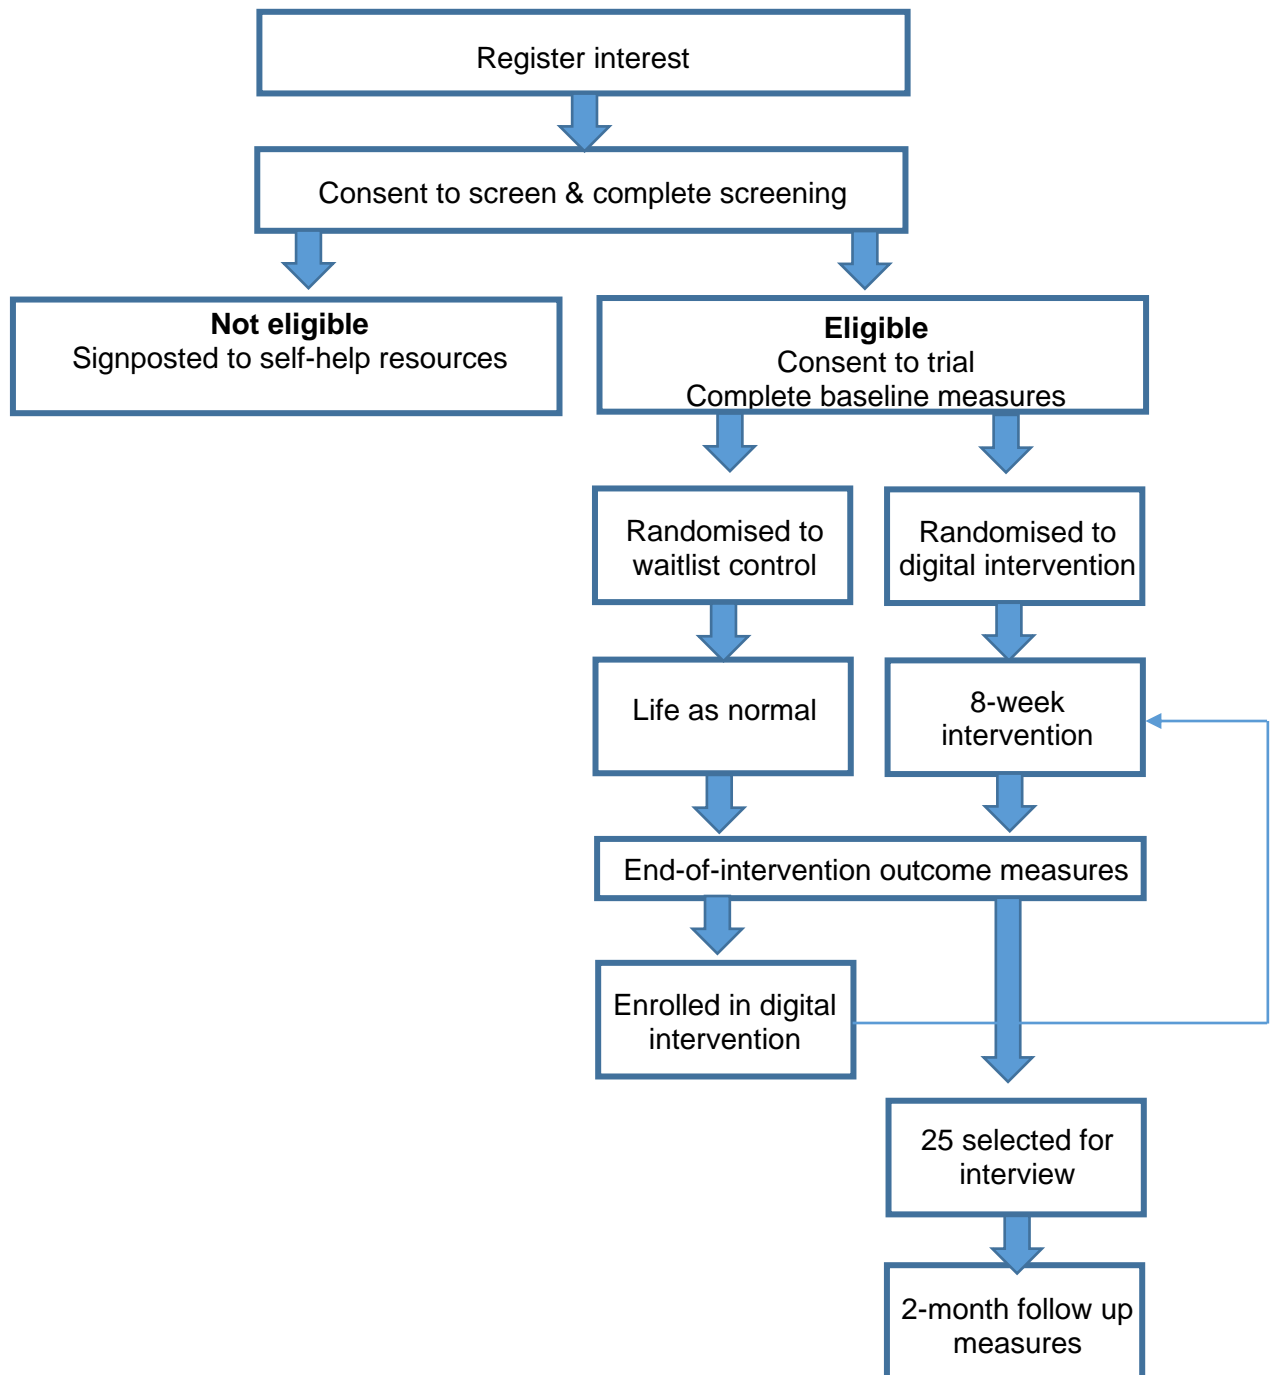 Register interest
Consent to screen & complete screening
Not eligible
Signposted to self-help resources
Eligible
Consent to trial
Complete baseline measures
Randomised to
waitlist control
Randomised to
digital intervention
Life as normal
8-week
intervention
End-of-intervention outcome measures
Enrolled in digital
intervention
25 selected for
interview
2-month follow up
measures